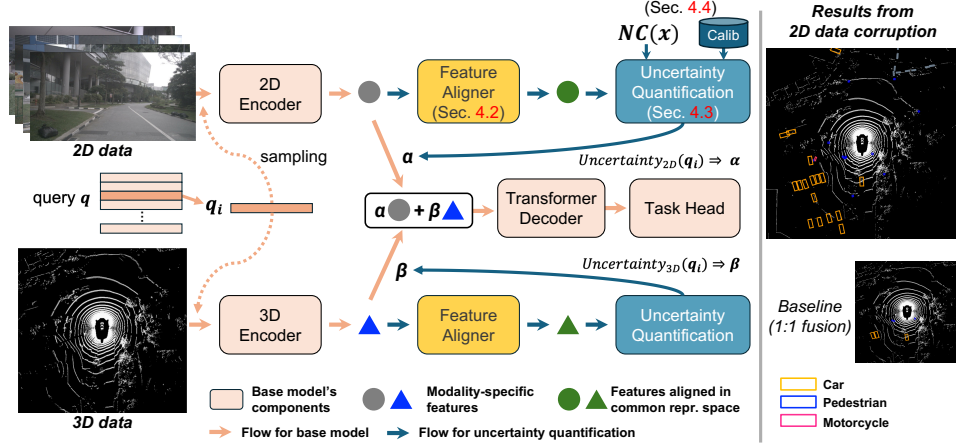 (Sec. 4.4)
NC(x)
Calib
2D Encoder
Feature Aligner (Sec. 4.2)
Uncertainty Quantification (Sec. 4.3)
2D data
sampling
α
Uncertainty2D(qi) ⇒ α
query q
qi
α + β
Transformer Decoder
Task Head
Uncertainty3D(qi) ⇒ β
β
3D Encoder
Feature Aligner
Uncertainty Quantification
3D data
Base model's components
Modality-specific features
Features aligned in common repr. space
Flow for base model
Flow for uncertainty quantification
Results from 2D data corruption
Baseline (1:1 fusion)
Car
Pedestrian
Motorcycle